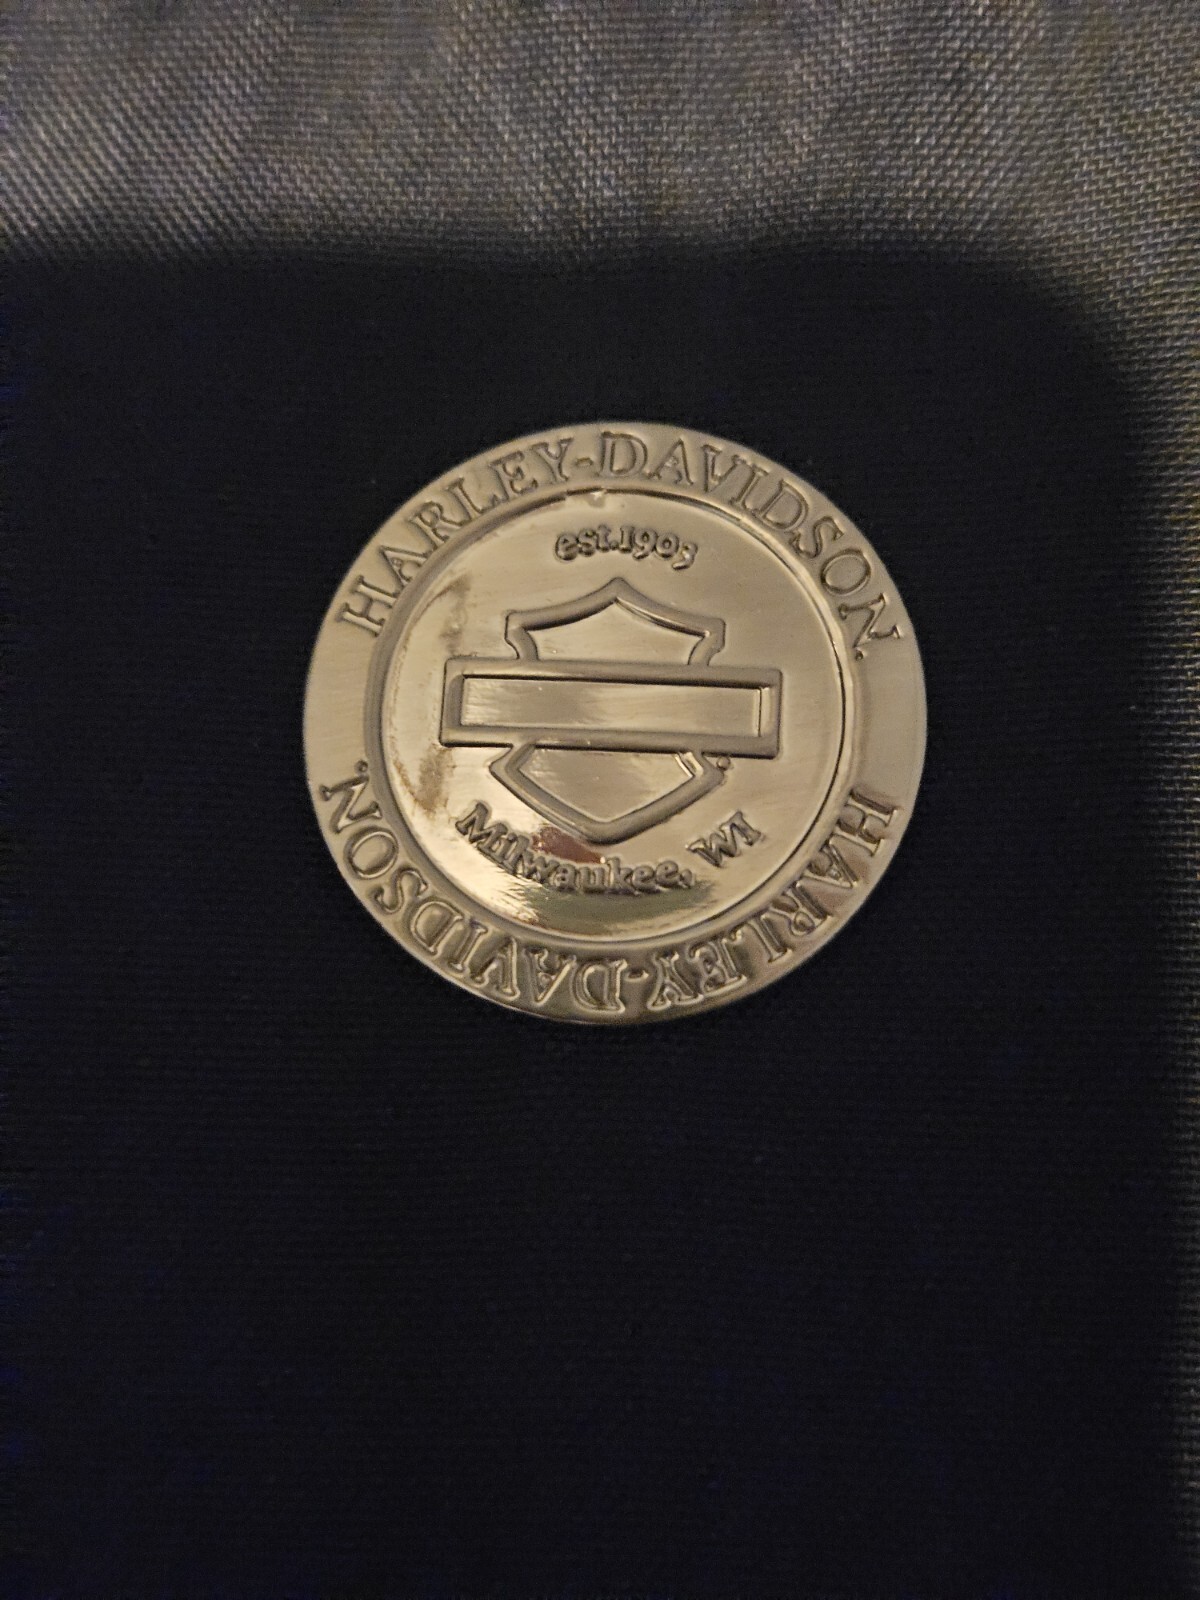 HARLEY-DAVIDSON.
est.1903
Milwaukee, WI
HARLEY-DAVIDSON.